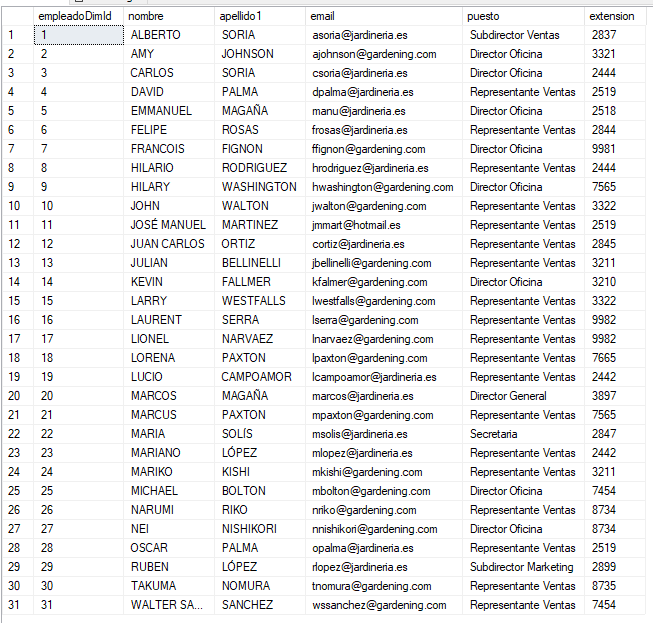 empleadoDimId nombre apellido1 email puesto extension
1 1 ALBERTO SORIA asoria@jardineria.es Subdirector Ventas 2837
2 2 AMY JOHNSON ajohnson@gardening.com Director Oficina 3321
3 3 CARLOS SORIA csoria@jardineria.es Director Oficina 2444
4 4 DAVID PALMA dpalma@jardineria.es Representante Ventas 2519
5 5 EMMANUEL MAGAÑA manu@jardineria.es Director Oficina 2518
6 6 FELIPE ROSAS frosas@jardineria.es Representante Ventas 2844
7 7 FRANCOIS FIGNON ffignon@gardening.com Director Oficina 9981
8 8 HILARIO RODRIGUEZ hrodriguez@jardineria.es Representante Ventas 2444
9 9 HILARY WASHINGTON hwashington@gardening.com Director Oficina 7565
10 10 JOHN WALTON jwalton@gardening.com Representante Ventas 3322
11 11 JOSÉ MANUEL MARTINEZ jmmart@hotmail.es Representante Ventas 2519
12 12 JUAN CARLOS ORTIZ cortiz@jardineria.es Representante Ventas 2845
13 13 JULIAN BELLINELLI jbellinelli@gardening.com Representante Ventas 3211
14 14 KEVIN FALLMER kfalmer@gardening.com Director Oficina 3210
15 15 LARRY WESTFALLS lwestfalls@gardening.com Representante Ventas 3322
16 16 LAURENT SERRA lserra@gardening.com Representante Ventas 9982
17 17 LIONEL NARVAEZ lnarvaez@gardening.com Representante Ventas 9982
18 18 LORENA PAXTON lpaxton@gardening.com Representante Ventas 7665
19 19 LUCIO CAMPOAMOR lcampoamor@jardineria.es Representante Ventas 2442
20 20 MARCOS MAGAÑA marcos@jardineria.es Director General 3897
21 21 MARCUS PAXTON mpaxton@gardening.com Representante Ventas 7565
22 22 MARIA SOLÍS msolis@jardineria.es Secretaria 2847
23 23 MARIANO LÓPEZ mlopez@jardineria.es Representante Ventas 2442
24 24 MARIKO KISHI mkishi@gardening.com Representante Ventas 3211
25 25 MICHAEL BOLTON mbolton@gardening.com Director Oficina 7454
26 26 NARUMI RIKO nriko@gardening.com Representante Ventas 8734
27 27 NEI NISHIKORI nnishikori@gardening.com Director Oficina 8734
28 28 OSCAR PALMA opalma@jardineria.es Representante Ventas 2519
29 29 RUBEN LÓPEZ rlopez@jardineria.es Subdirector Marketing 2899
30 30 TAKUMA NOMURA tnomura@gardening.com Representante Ventas 8735
31 31 WALTER SA... SANCHEZ wssanchez@gardening.com Representante Ventas 7454